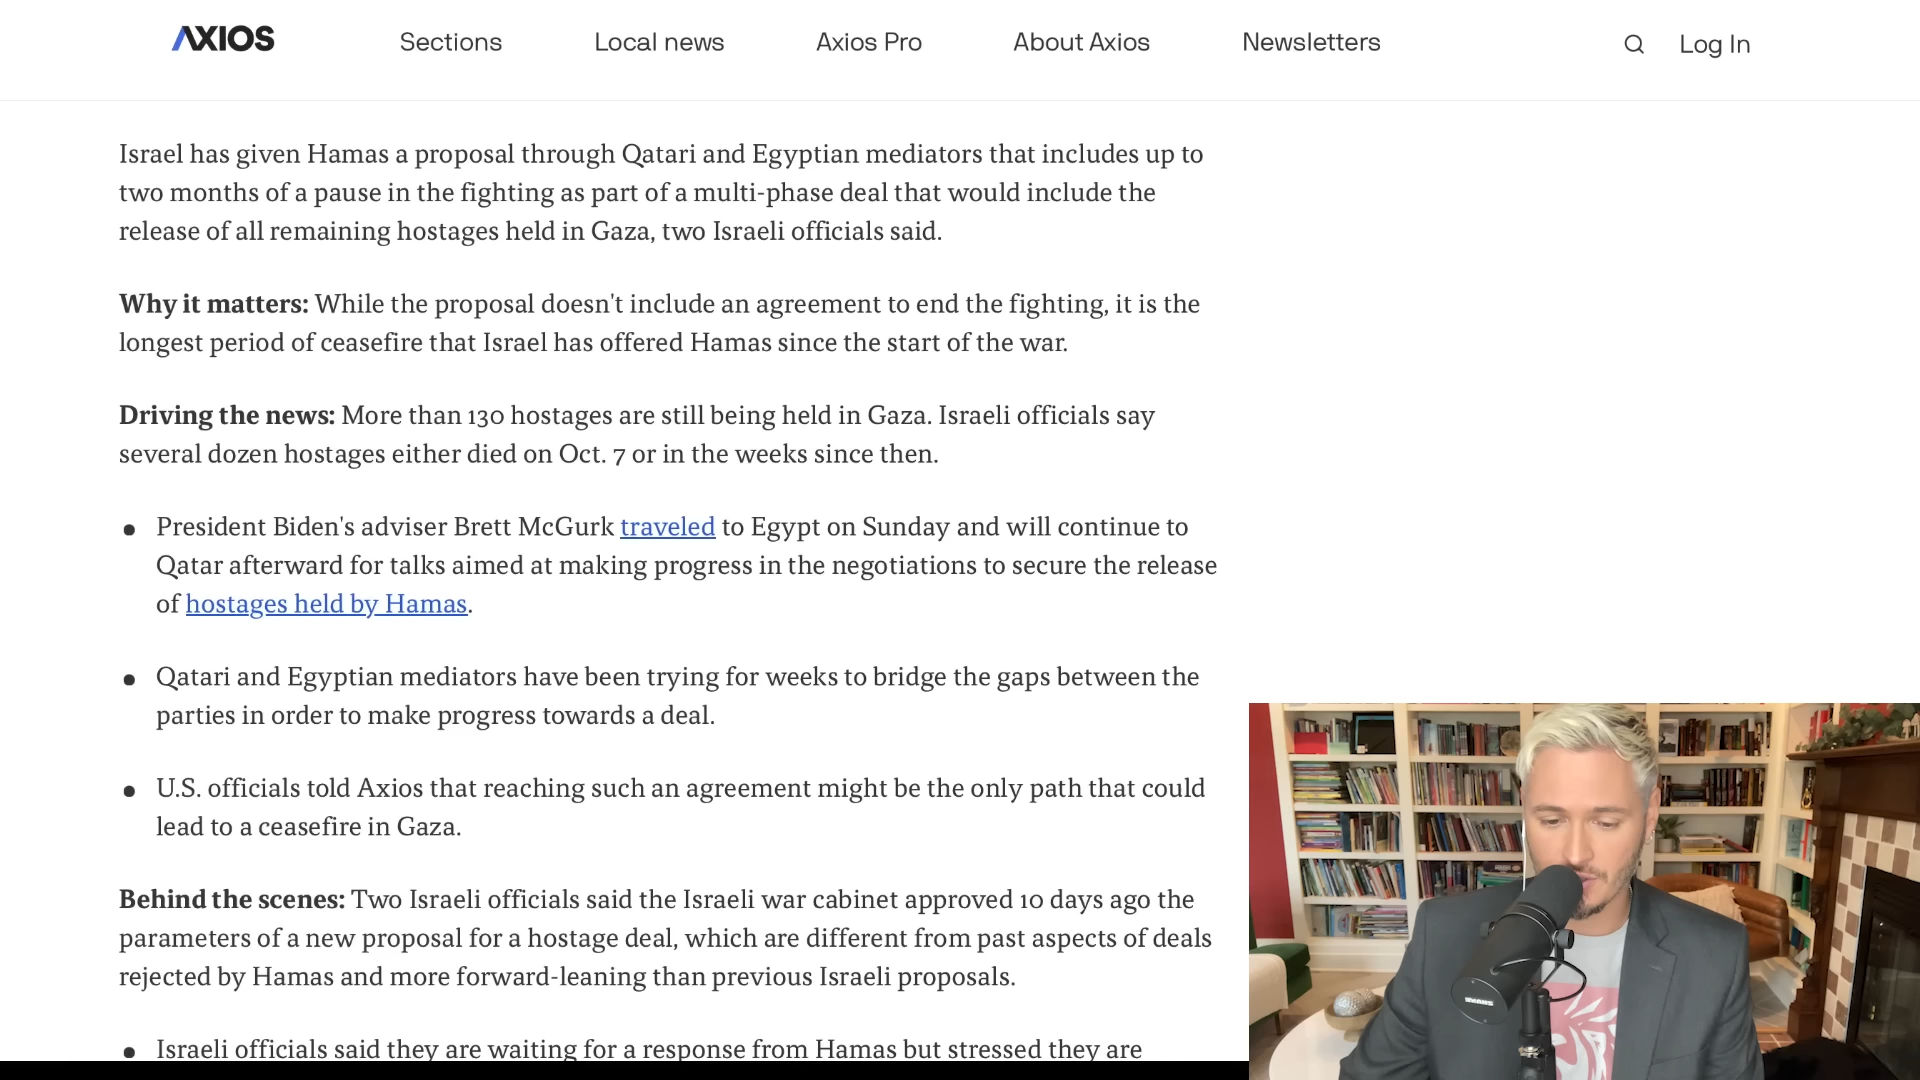 AXIOS
Sections
Local news
Axios Pro
About Axios
Newsletters
Log In
Israel has given Hamas a proposal through Qatari and Egyptian mediators that includes up to
two months of a pause in the fighting as part of a multi-phase deal that would include the
release of all remaining hostages held in Gaza, two Israeli officials said.
Why it matters: While the proposal doesn't include an agreement to end the fighting, it is the
longest period of ceasefire that Israel has offered Hamas since the start of the war.
Driving the news: More than 130 hostages are still being held in Gaza. Israeli officials say
several dozen hostages either died on Oct. 7 or in the weeks since then.
• President Biden's adviser Brett McGurk traveled to Egypt on Sunday and will continue to
Qatar afterward for talks aimed at making progress in the negotiations to secure the release
of hostages held by Hamas.
• Qatari and Egyptian mediators have been trying for weeks to bridge the gaps between the
parties in order to make progress towards a deal.
• U.S. officials told Axios that reaching such an agreement might be the only path that could
lead to a ceasefire in Gaza.
Behind the scenes: Two Israeli officials said the Israeli war cabinet approved 10 days ago the
parameters of a new proposal for a hostage deal, which are different from past aspects of deals
rejected by Hamas and more forward-leaning than previous Israeli proposals.
• Israeli officials said they are waiting for a response from Hamas but stressed they are